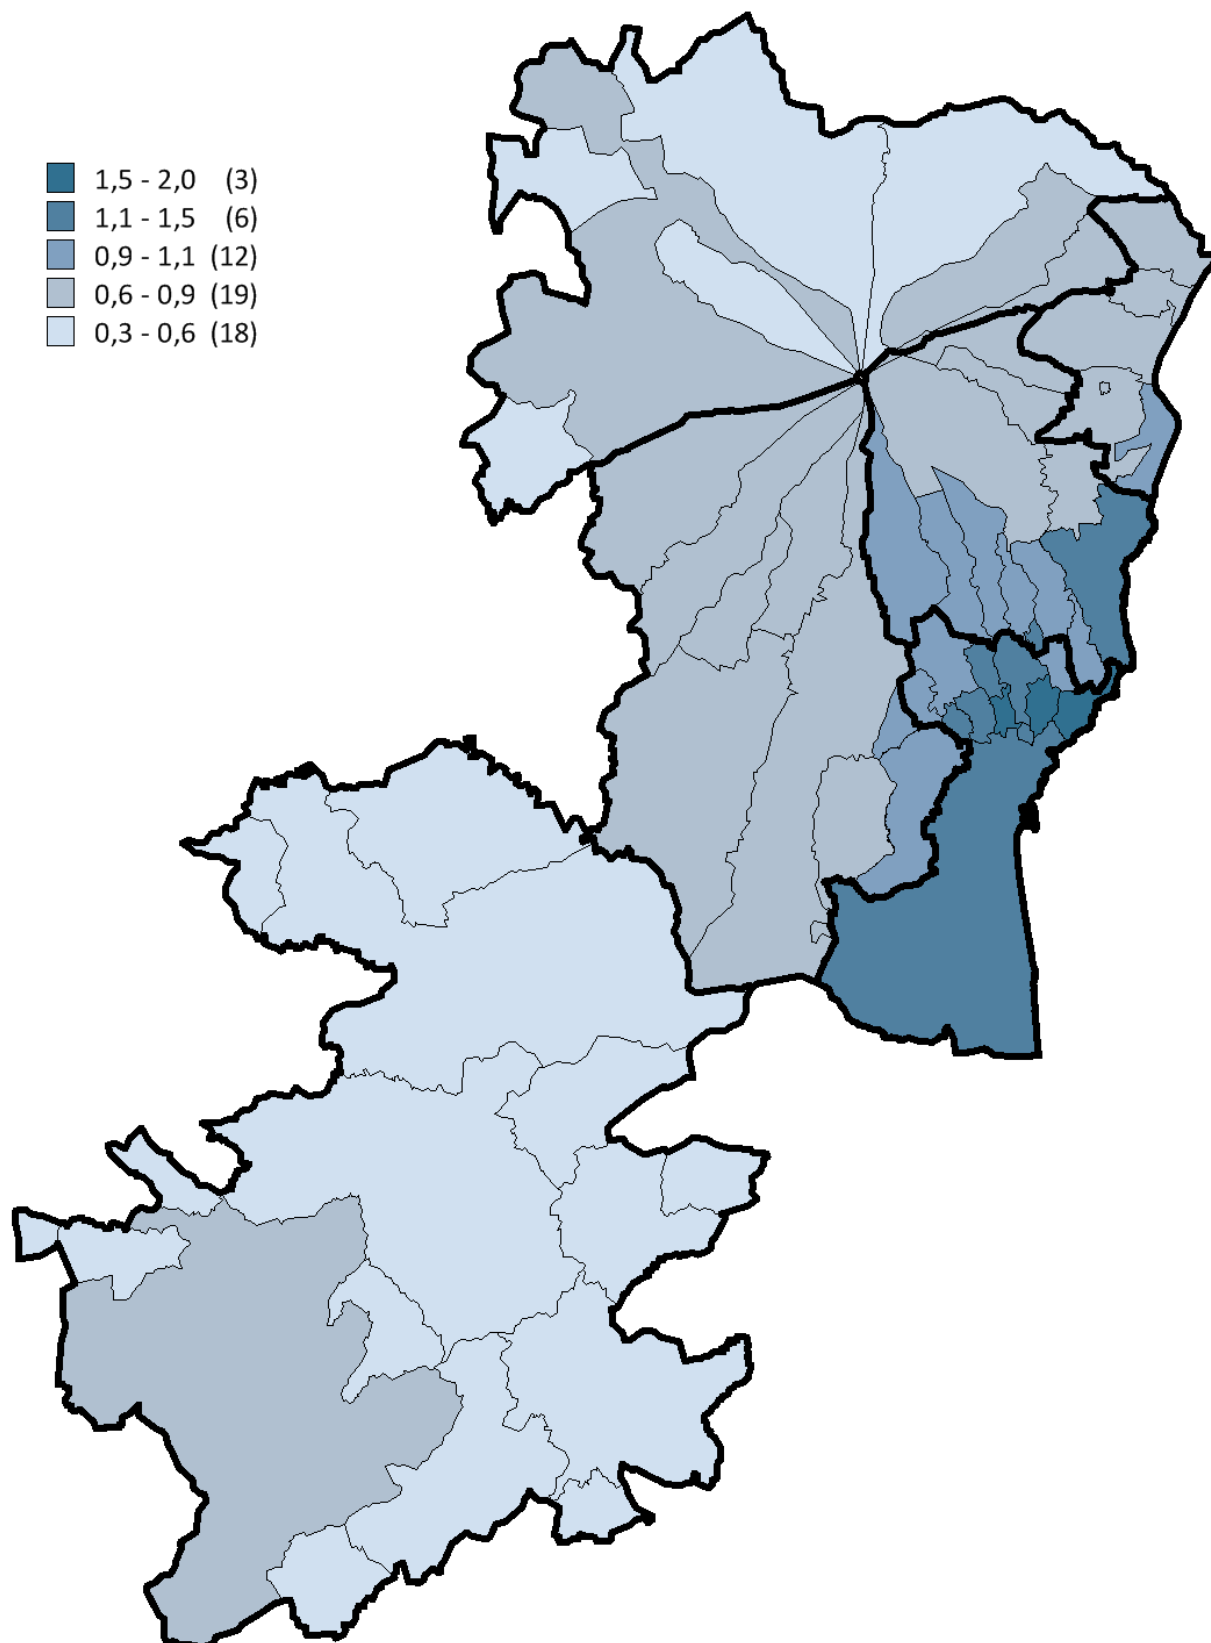 1,5 - 2,0 (3)
1,1 - 1,5 (6)
0,9 - 1,1 (12)
0,6 - 0,9 (19)
0,3 - 0,6 (18)